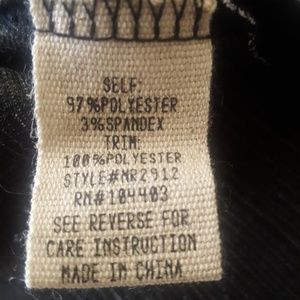 SELF:
97%POLYESTER
3%SPANDEX
TRIM:
100%POLYESTER
STYLE#MR2912
RN#104403
SEE REVERSE FOR
CARE INSTRUCTION
MADE IN CHINA